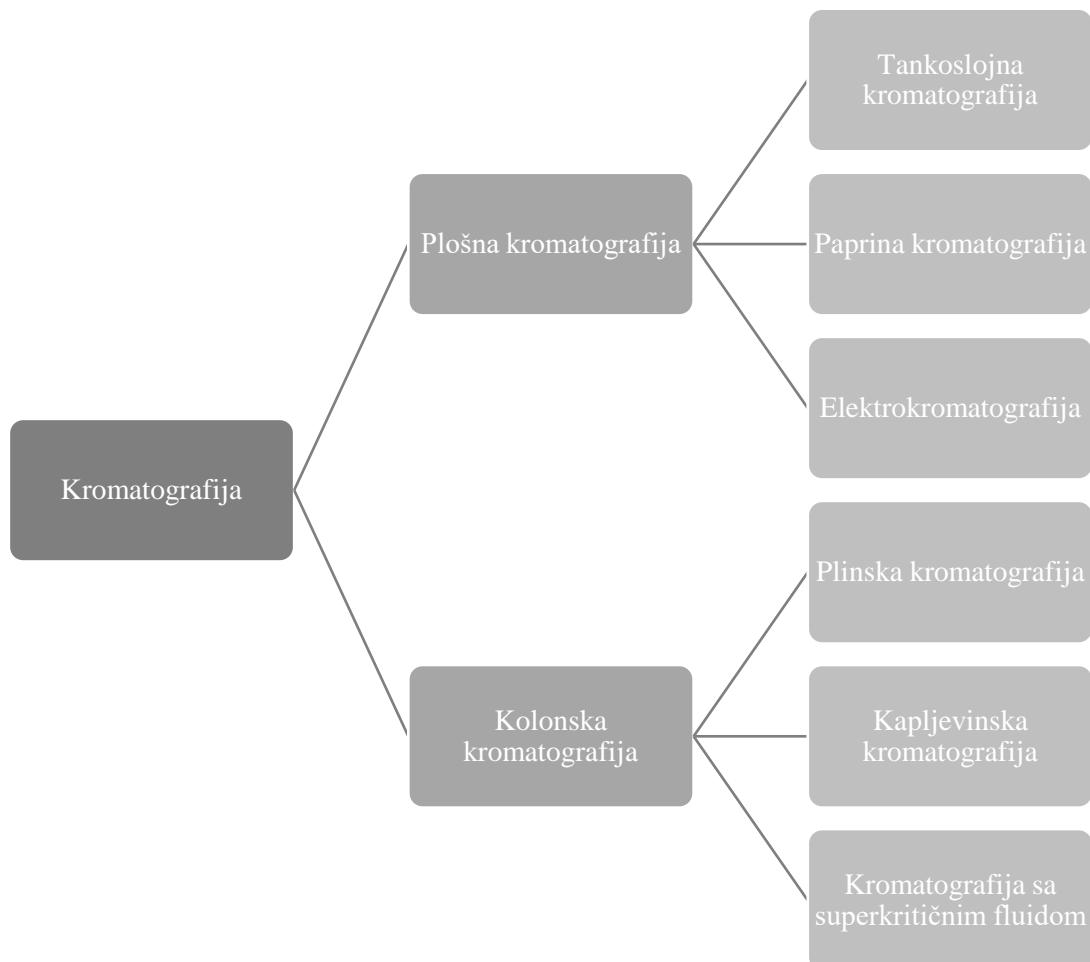 Tankoslojna
kromatografija
Plošna kromatografija
Paprina kromatografija
Elektrokromatografija
Kromatografija
Plinska kromatografija
Kolonska
kromatografija
Kapljevinska
kromatografija
Kromatografija sa
superkritičnim fluidom